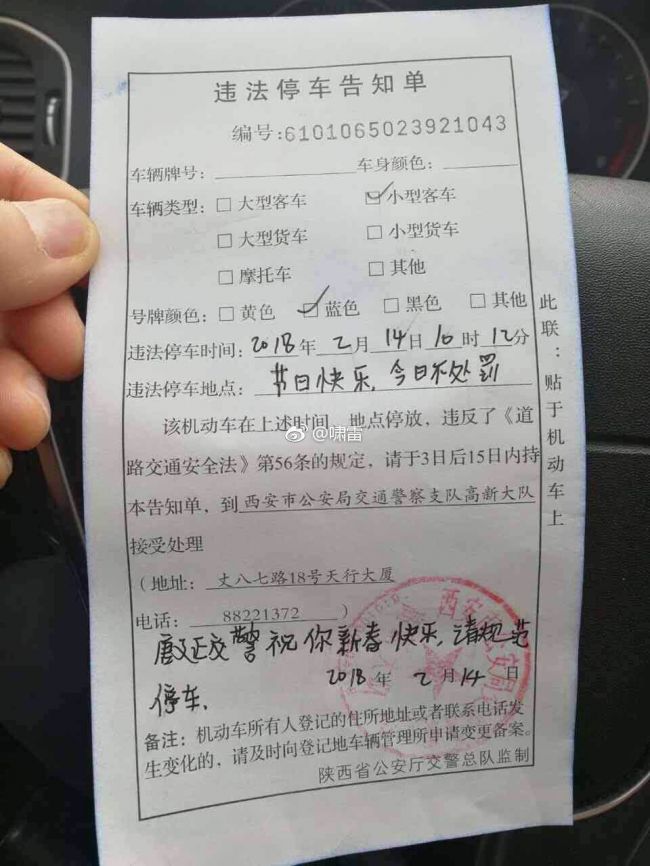 违法停车告知单
编号:6101065023921043
车辆牌号: 车身颜色:
车辆类型: □ 大型客车 ☑ 小型客车
□ 大型货车 □ 小型货车
□ 摩托车 □ 其他
号牌颜色: □ 黄色 ☑ 蓝色 □ 黑色 □ 其他
违法停车时间: 2018 年 2 月 14 日 10 时 12 分
违法停车地点: 节日快乐,今日不处罚
该机动车在上述时间、地点停放,违反了《道
路交通安全法》第56条的规定,请于3日后15日内持
本告知单,到西安市公安局交通警察支队高新大队
接受处理
(地址: 丈八七路18号天行大厦
电话: 88221372 )
交警祝你新春快乐,请规范
停车.
2018 年 2 月 14 日
备注:机动车所有人登记的住所地址或者联系电话发
生变化的,请及时向登记地车辆管理所申请变更备案。
陕西省公安厅交警总队监制
此联:贴于机动车上
@啸雷